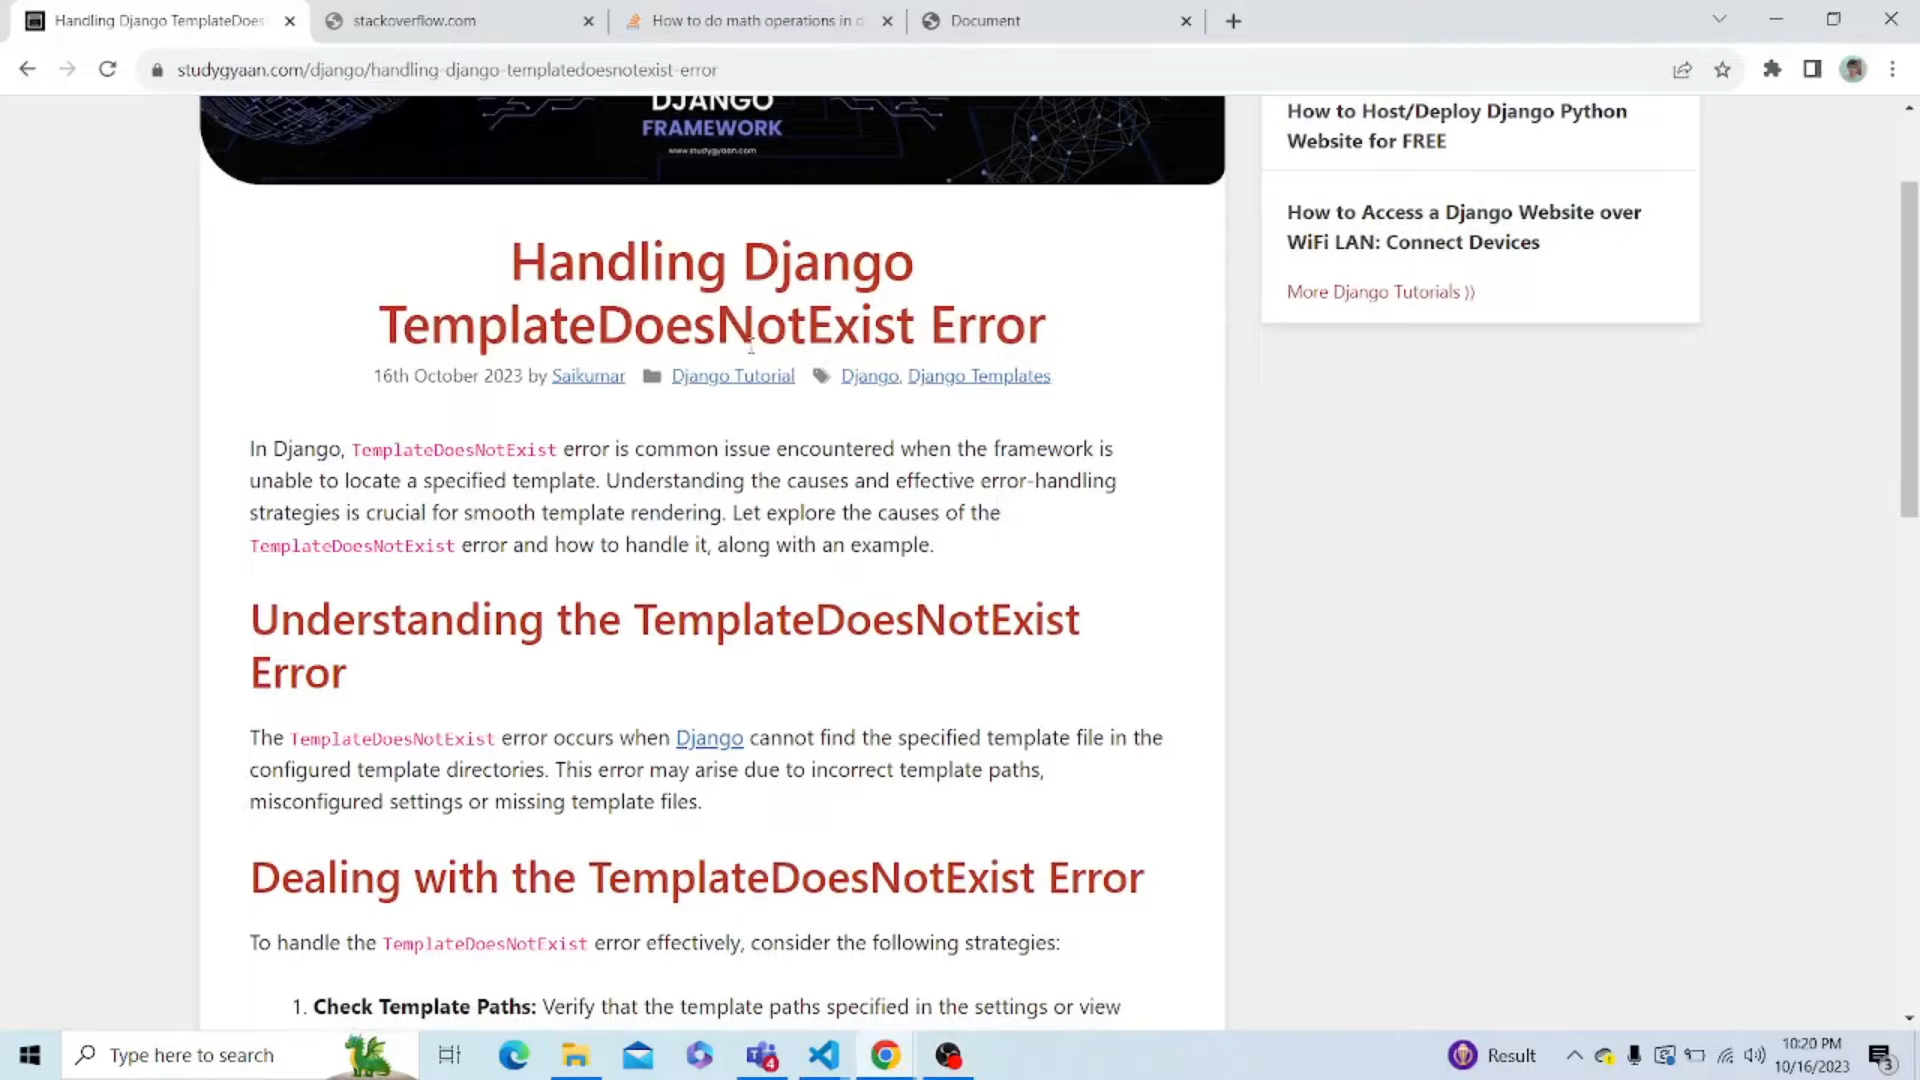 Handling Django TemplateDoes
stackoverflow.com
How to do math operations in
Document
studygyaan.com/django/handling-django-templatedoesnotexist-error
DJANGO
FRAMEWORK
www.studygyaan.com
Handling Django
TemplateDoesNotExist Error
16th October 2023 by Saikumar Django Tutorial Django, Django Templates
In Django, TemplateDoesNotExist error is common issue encountered when the framework is
unable to locate a specified template. Understanding the causes and effective error-handling
strategies is crucial for smooth template rendering. Let explore the causes of the
TemplateDoesNotExist error and how to handle it, along with an example.
Understanding the TemplateDoesNotExist
Error
The TemplateDoesNotExist error occurs when Django cannot find the specified template file in the
configured template directories. This error may arise due to incorrect template paths,
misconfigured settings or missing template files.
Dealing with the TemplateDoesNotExist Error
To handle the TemplateDoesNotExist error effectively, consider the following strategies:
1. Check Template Paths: Verify that the template paths specified in the settings or view
How to Host/Deploy Django Python
Website for FREE
How to Access a Django Website over
WiFi LAN: Connect Devices
More Django Tutorials ⟩⟩
Type here to search
4
Result
10:20 PM
10/16/2023
3